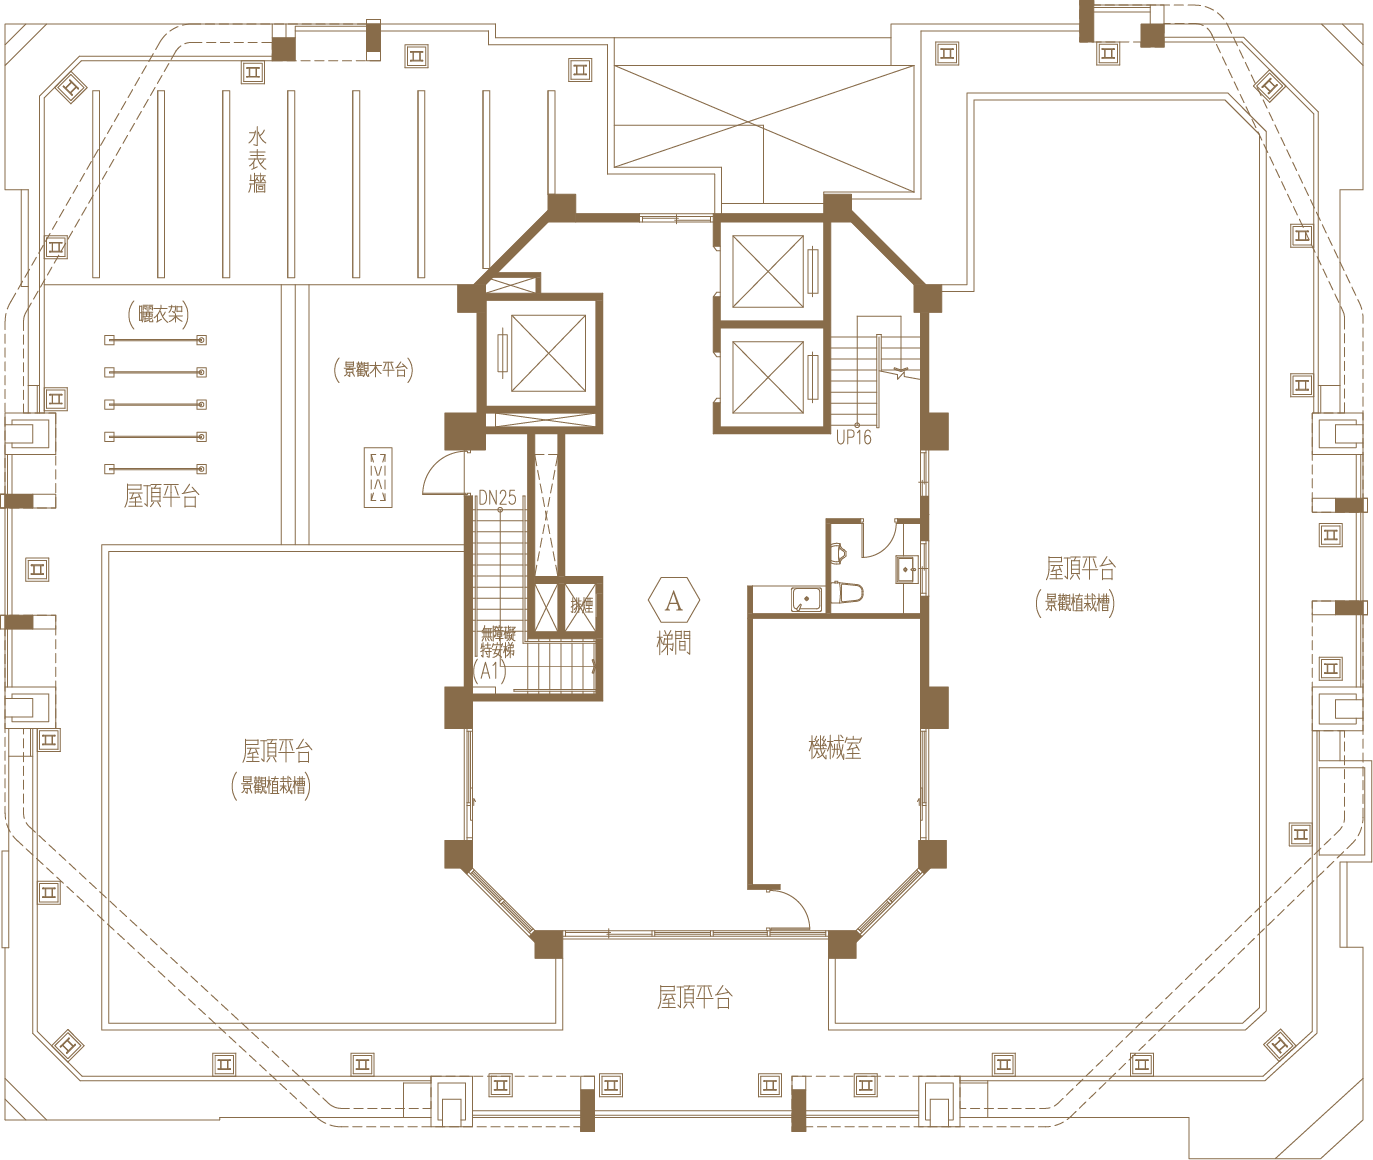 水表牆
(曬衣架)
(景觀木平台)
UP16
屋頂平台
DN25
屋頂平台
(景觀植栽槽)
A
梯間
排煙
無障礙
特安梯
(A1)
屋頂平台
(景觀植栽槽)
機械室
屋頂平台